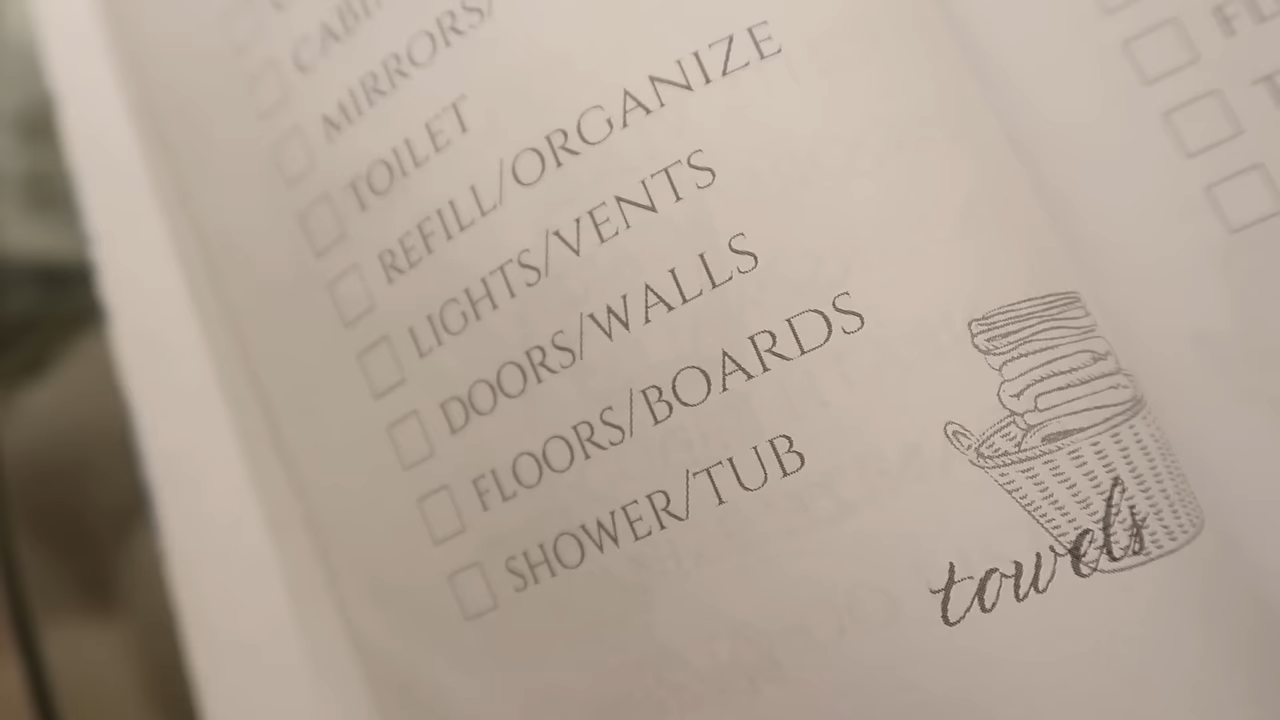 MIRRORS/
TOILET
REFILL/ORGANIZE
LIGHTS/VENTS
DOORS/WALLS
FLOORS/BOARDS
SHOWER/TUB
towels